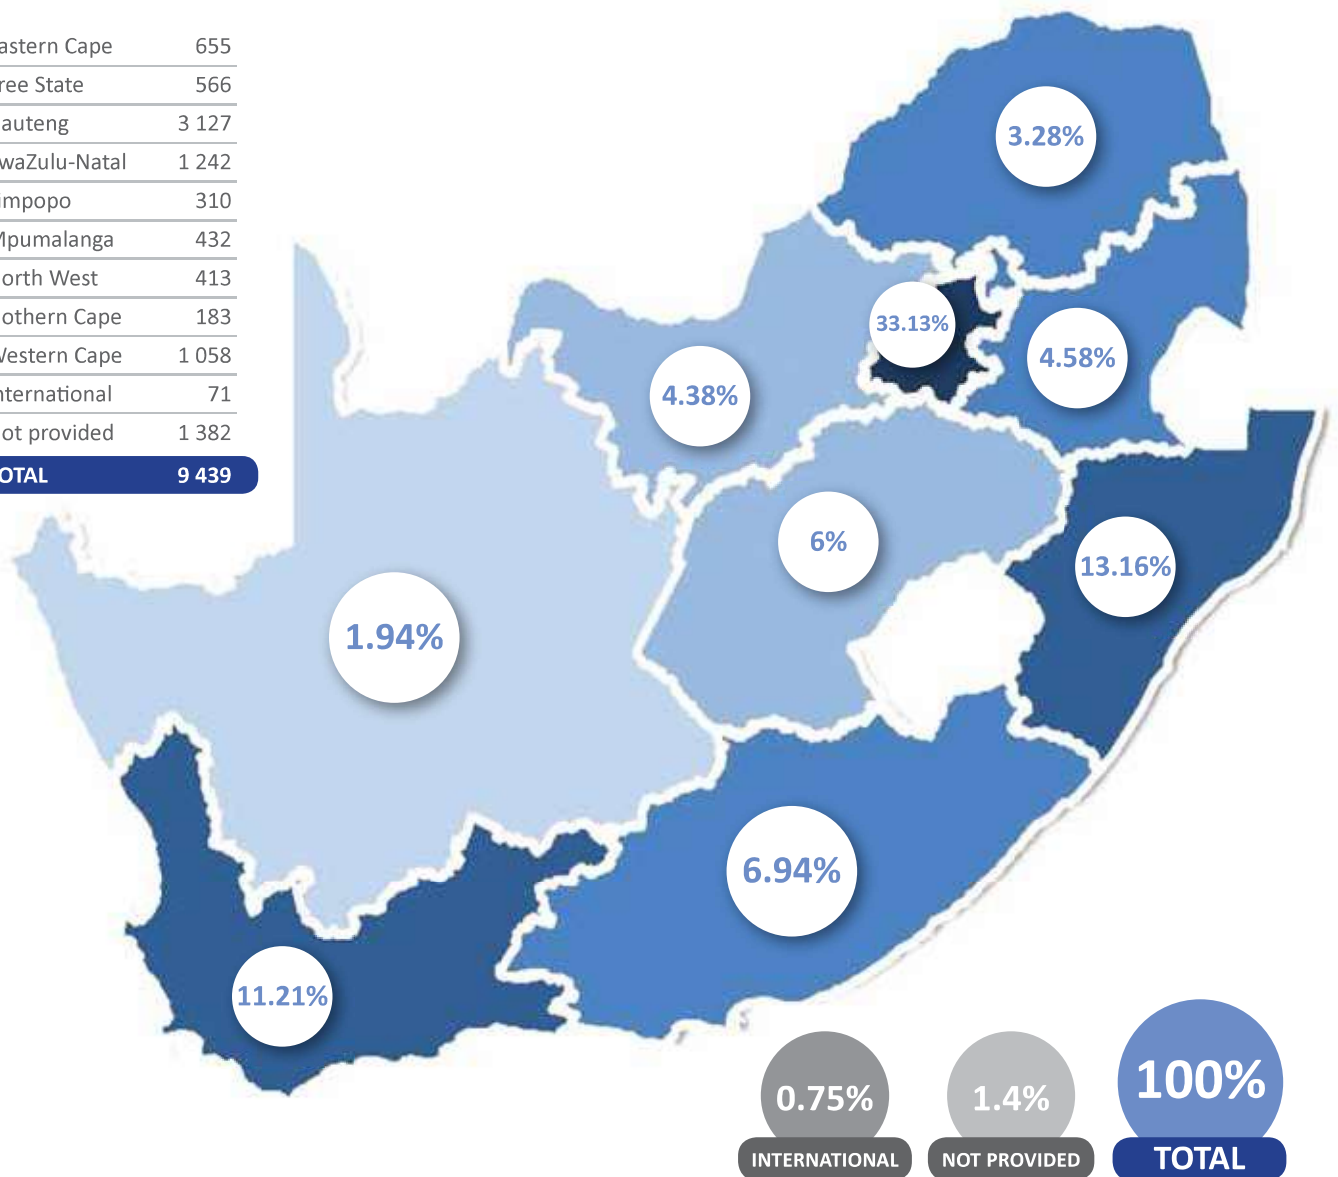 astern Cape 655
ree State 566
auteng 3 127
waZulu-Natal 1 242
impopo 310
Mpumalanga 432
orth West 413
othern Cape 183
Western Cape 1 058
nternational 71
ot provided 1 382
OTAL 9 439
3.28%
33.13%
4.58%
4.38%
6%
13.16%
1.94%
6.94%
11.21%
0.75%
INTERNATIONAL
1.4%
NOT PROVIDED
100%
TOTAL